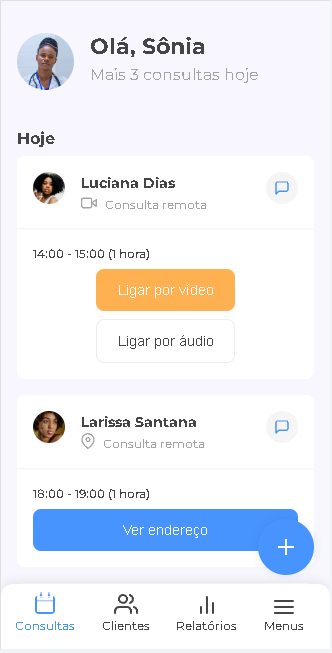 Olá, Sônia
Mais 3 consultas hoje
Hoje
Luciana Dias
Consulta remota
14:00 - 15:00 (1 hora)
Ligar por vídeo
Ligar por áudio
Larissa Santana
Consulta remota
18:00 - 19:00 (1 hora)
Ver endereço
Consultas
Clientes
Relatórios
Menus